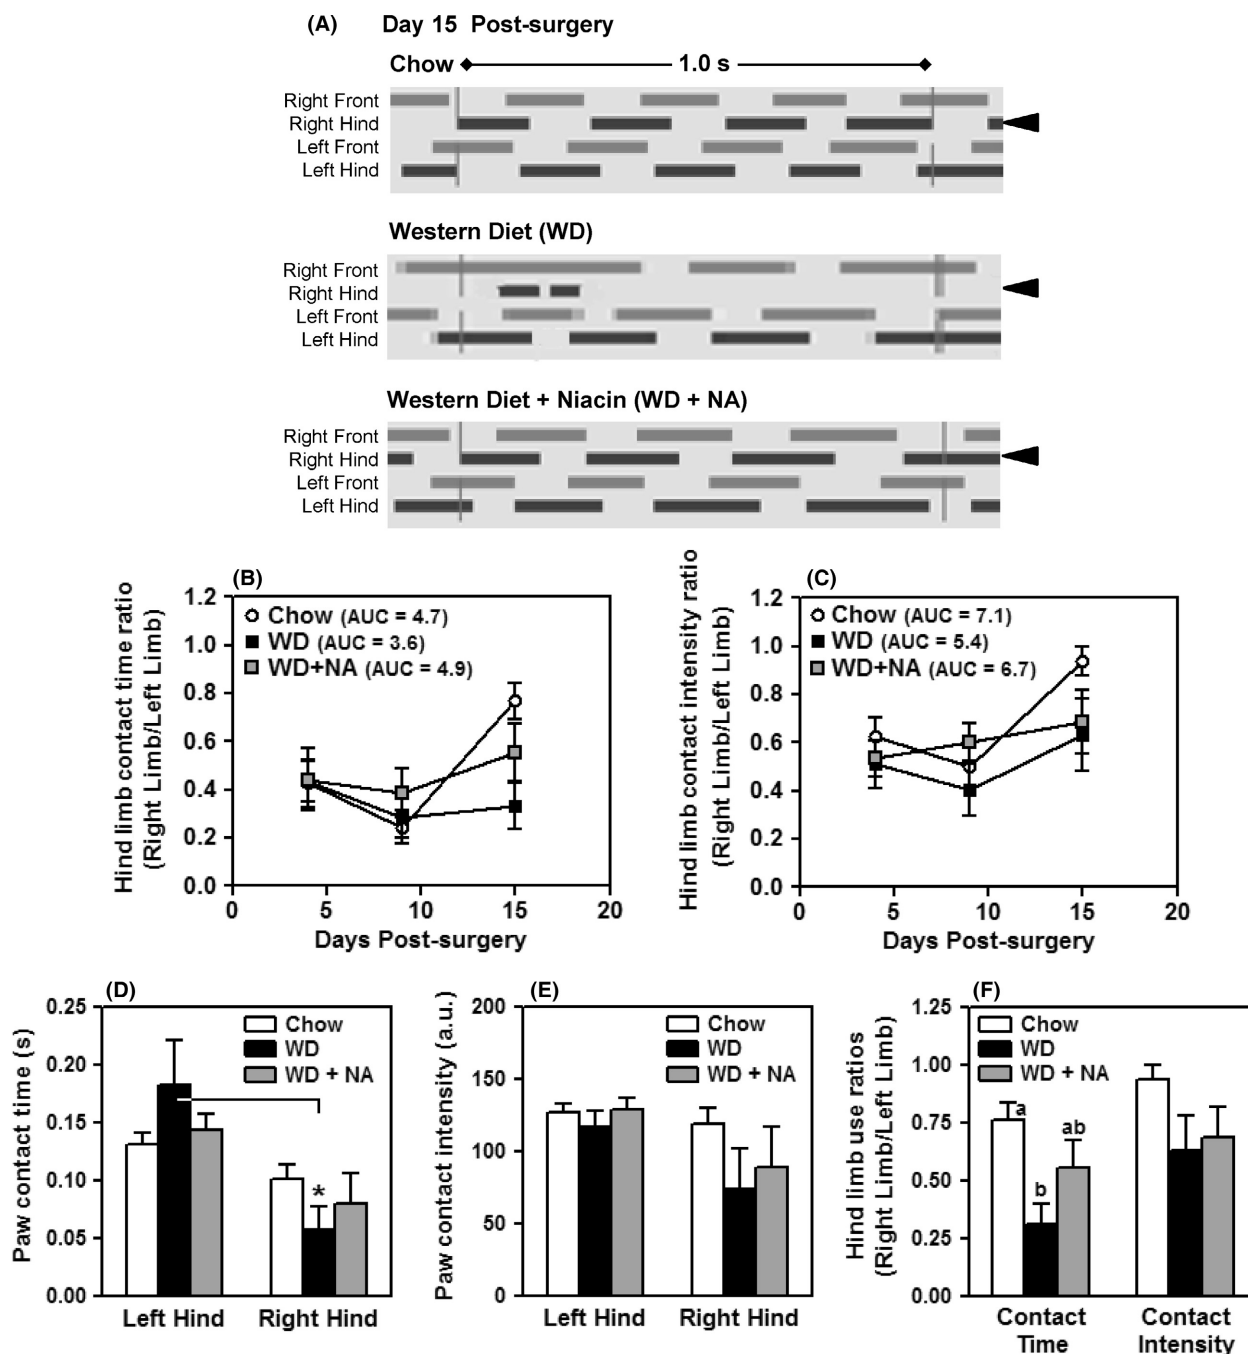 (A) Day 15 Post-surgery
Chow 1.0 s
Right Front
Right Hind
Left Front
Left Hind
Western Diet (WD)
Right Front
Right Hind
Left Front
Left Hind
Western Diet + Niacin (WD + NA)
Right Front
Right Hind
Left Front
Left Hind
(B)
Hind limb contact time ratio
(Right Limb/Left Limb)
1.2
1.0
0.8
0.6
0.4
0.2
0.0
Chow (AUC = 4.7)
WD (AUC = 3.6)
WD+NA (AUC = 4.9)
0 5 10 15 20
Days Post-surgery
(C)
Hind limb contact intensity ratio
(Right Limb/Left Limb)
1.2
1.0
0.8
0.6
0.4
0.2
0.0
Chow (AUC = 7.1)
WD (AUC = 5.4)
WD+NA (AUC = 6.7)
0 5 10 15 20
Days Post-surgery
(D)
Paw contact time (s)
0.25
0.20
0.15
0.10
0.05
0.00
Chow
WD
WD + NA
*
Left Hind Right Hind
(E)
Paw contact intensity (a.u.)
200
150
100
50
0
Chow
WD
WD + NA
Left Hind Right Hind
(F)
Hind limb use ratios
(Right Limb/Left Limb)
1.25
1.00
0.75
0.50
0.25
0.00
Chow
WD
WD + NA
a
b
ab
Contact
Time
Contact
Intensity